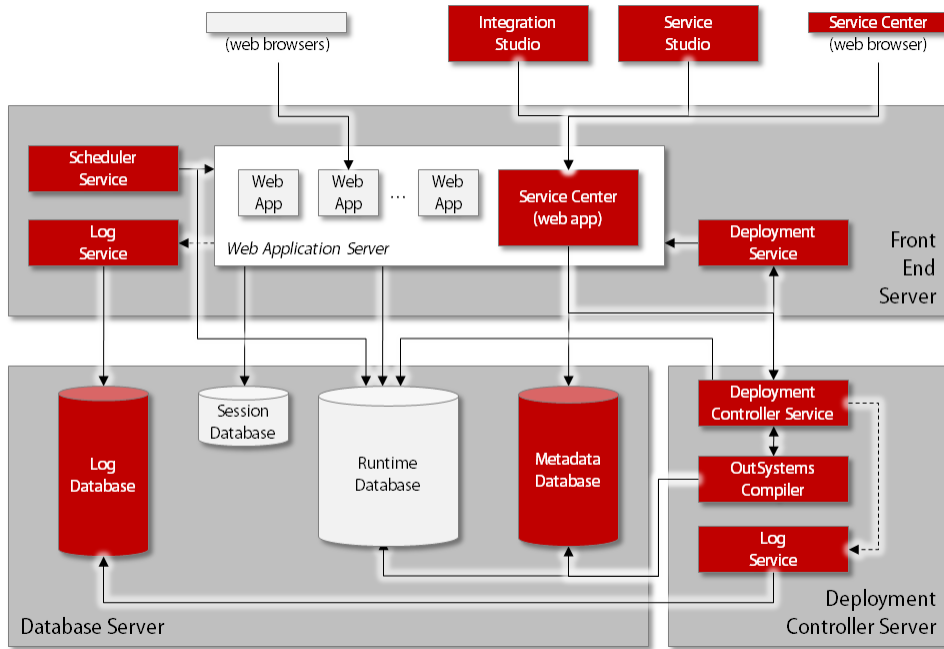 (web browsers)
Integration
Studio
Service
Studio
Service Center
(web browser)
Scheduler
Service
Web
App
Web
App
...
Web
App
Service Center
(web app)
Log
Service
Web Application Server
Deployment
Service
Front
End
Server
Log
Database
Session
Database
Runtime
Database
Metadada
Database
Deployment
Controller Service
OutSystems
Compiler
Log
Service
Database Server
Deployment
Controller Server